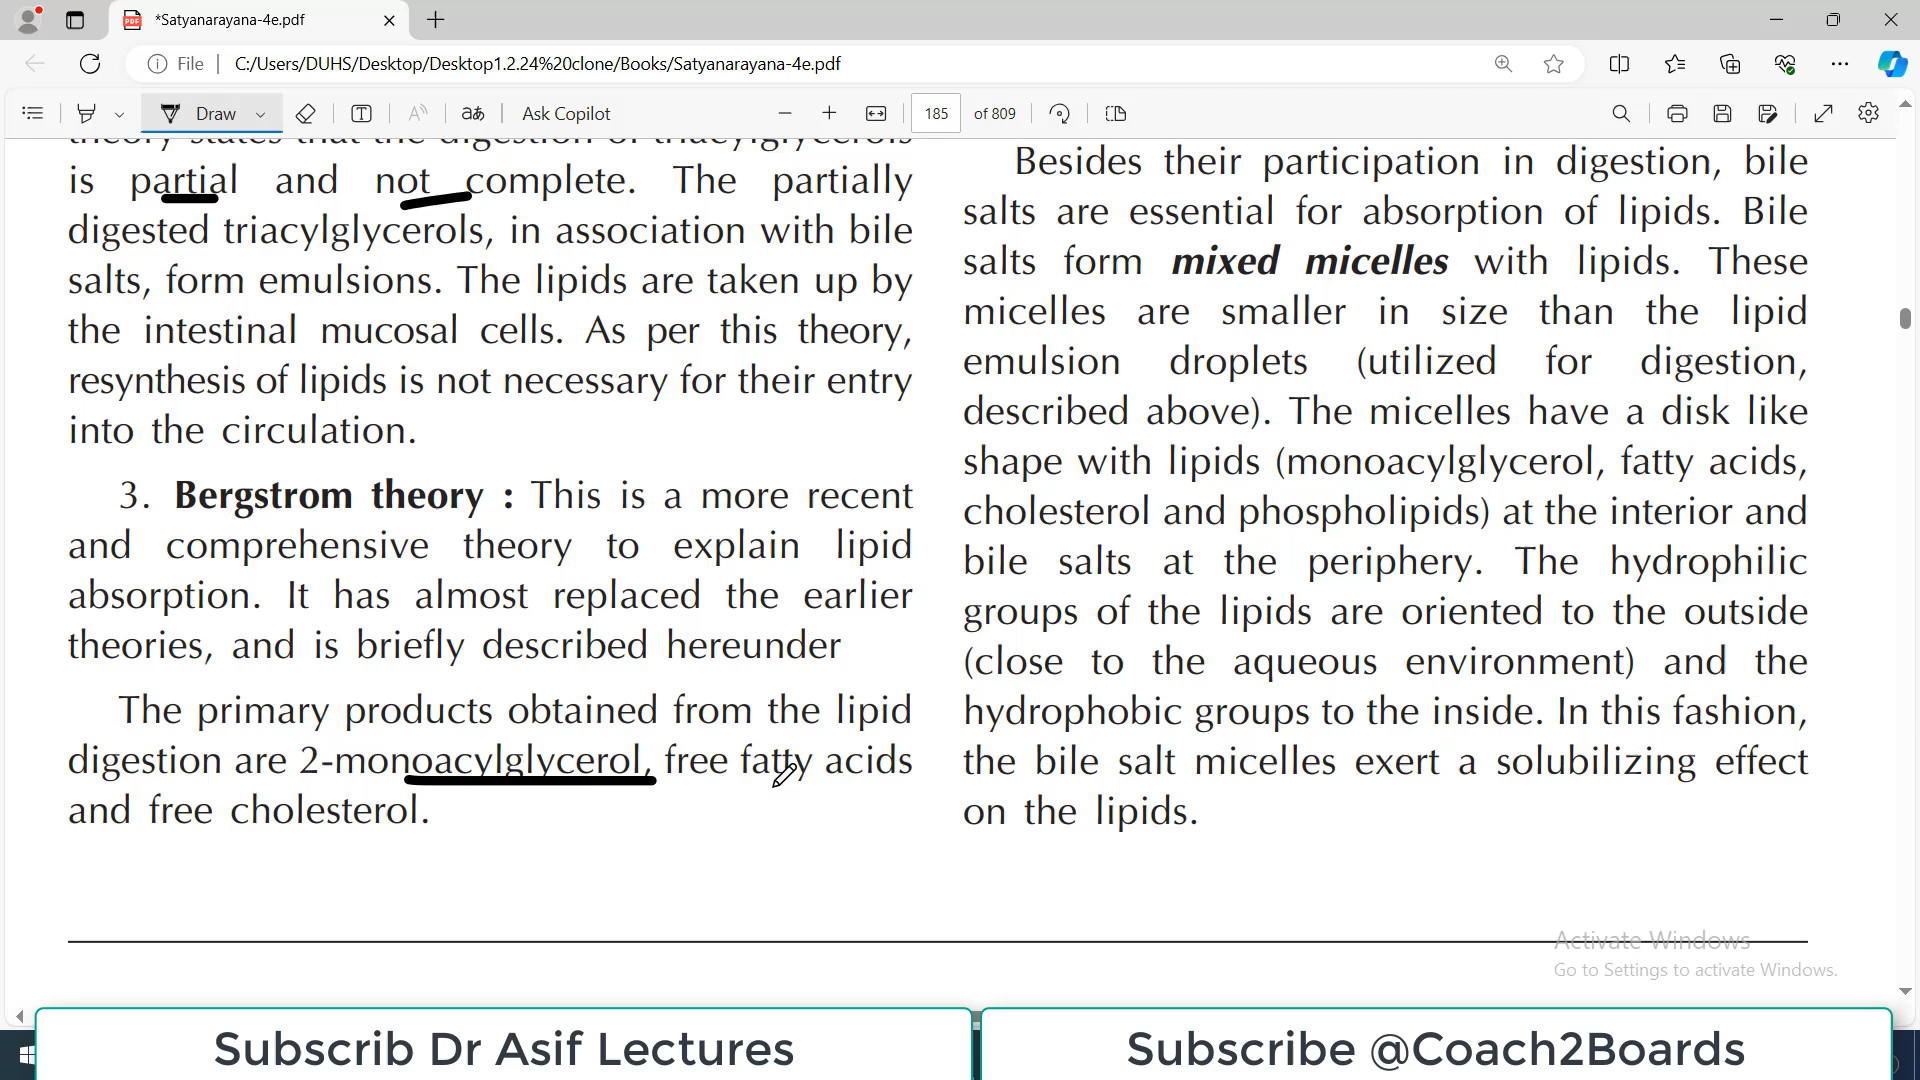 *Satyanarayana-4e.pdf
File
C:/Users/DUHS/Desktop/Desktop1.2.24%20clone/Books/Satyanarayana-4e.pdf
Draw
Ask Copilot
185 of 809
theory states that the digestion of triacylglycerols
is partial and not complete. The partially
digested triacylglycerols, in association with bile
salts, form emulsions. The lipids are taken up by
the intestinal mucosal cells. As per this theory,
resynthesis of lipids is not necessary for their entry
into the circulation.
3. Bergstrom theory : This is a more recent
and comprehensive theory to explain lipid
absorption. It has almost replaced the earlier
theories, and is briefly described hereunder
The primary products obtained from the lipid
digestion are 2-monoacylglycerol, free fatty acids
and free cholesterol.
Besides their participation in digestion, bile
salts are essential for absorption of lipids. Bile
salts form mixed micelles with lipids. These
micelles are smaller in size than the lipid
emulsion droplets (utilized for digestion,
described above). The micelles have a disk like
shape with lipids (monoacylglycerol, fatty acids,
cholesterol and phospholipids) at the interior and
bile salts at the periphery. The hydrophilic
groups of the lipids are oriented to the outside
(close to the aqueous environment) and the
hydrophobic groups to the inside. In this fashion,
the bile salt micelles exert a solubilizing effect
on the lipids.
Activate Windows
Go to Settings to activate Windows.
Subscrib Dr Asif Lectures
Subscribe @Coach2Boards